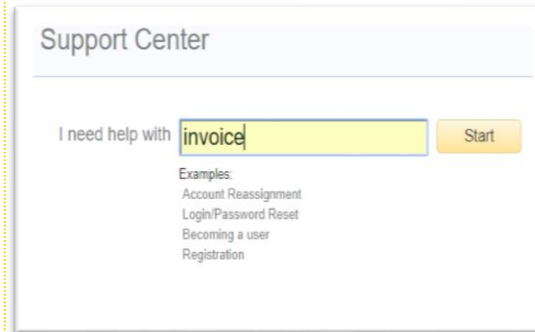 Support Center
I need help with invoice Start
Examples:
Account Reassignment
Login/Password Reset
Becoming a user
Registration